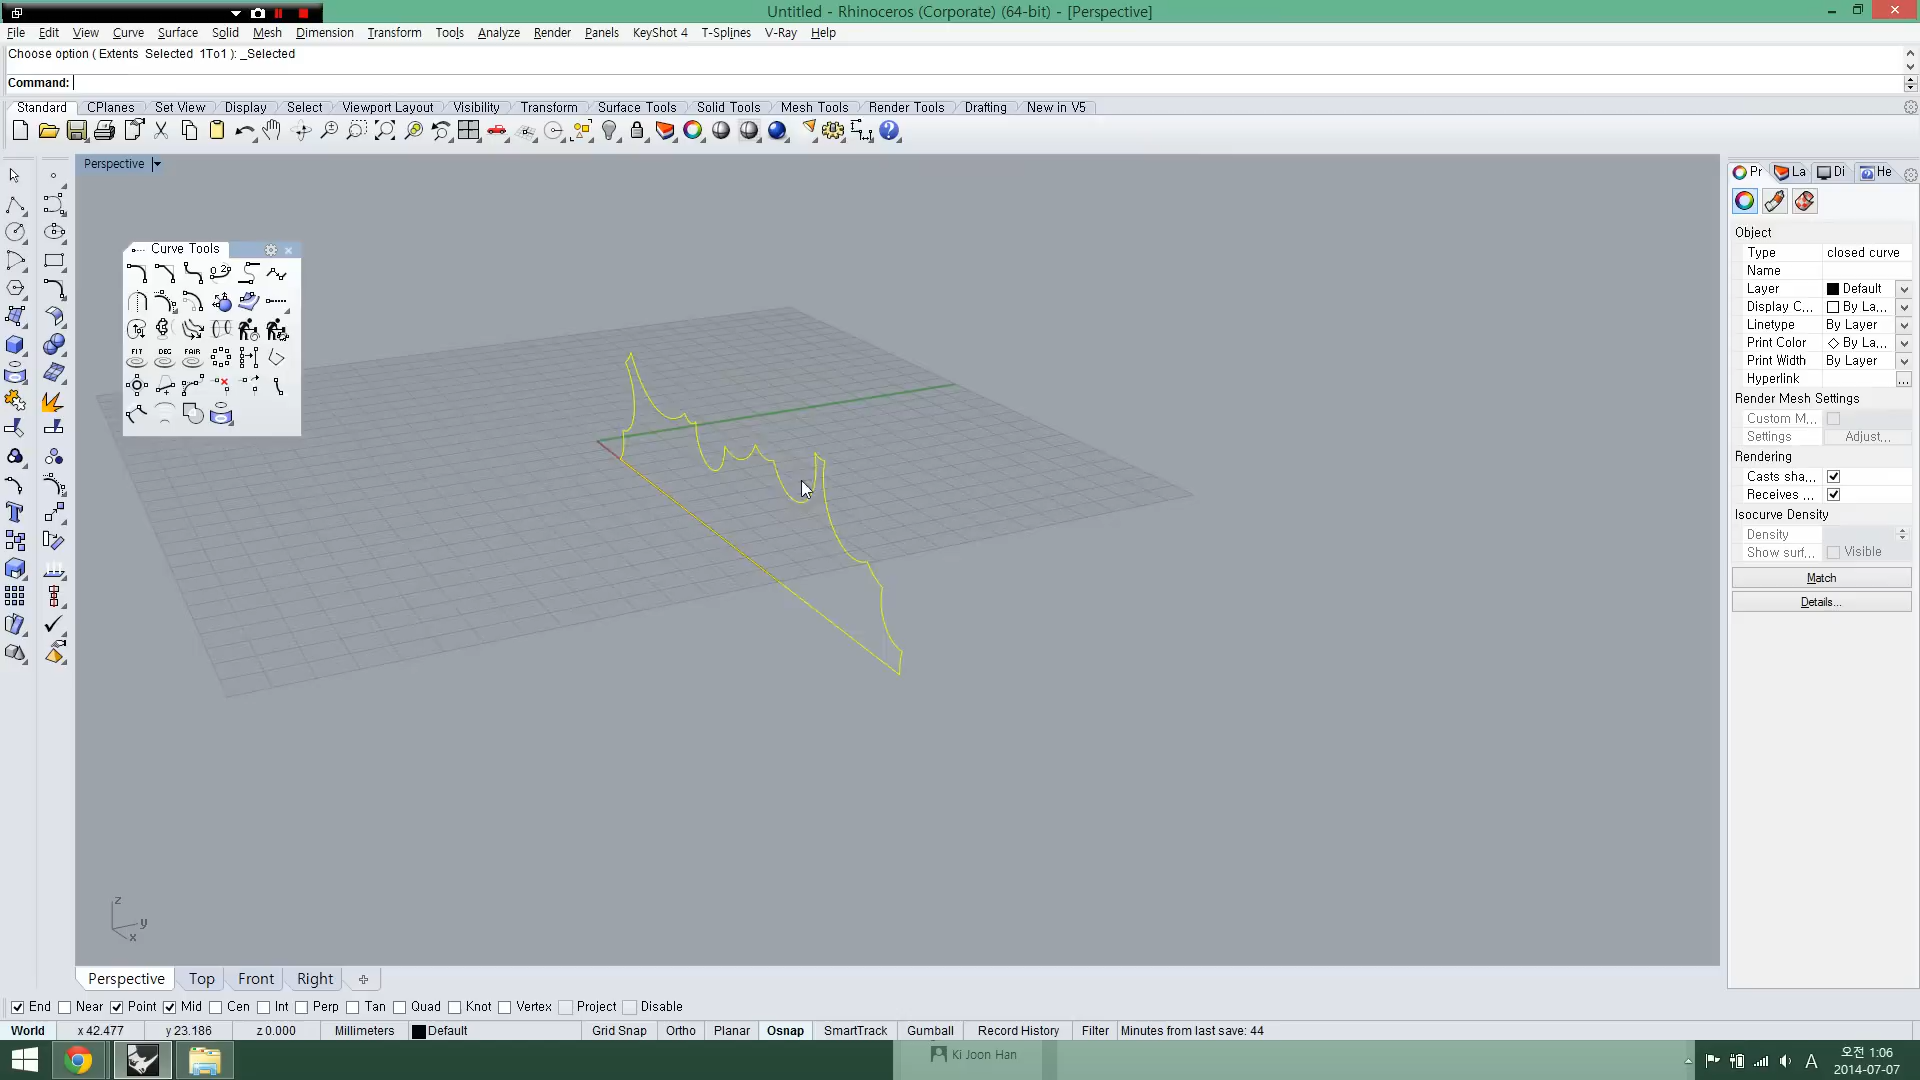 Untitled - Rhinoceros (Corporate) (64-bit) - [Perspective]
File Edit View Curve Surface Solid Mesh Dimension Transform Tools Analyze Render Panels KeyShot 4 T-Splines V-Ray Help
Choose option ( Extents Selected 1To1 ): _Selected
Command:
Standard CPlanes Set View Display Select Viewport Layout Visibility Transform Surface Tools Solid Tools Mesh Tools Render Tools Drafting New in V5
Perspective
Pr La Di He
Curve Tools
FIT DEG FAIR
Object
Type closed curve
Name
Layer Default
Display C... By La...
Linetype By Layer
Print Color By La...
Print Width By Layer
Hyperlink ...
Render Mesh Settings
Custom M...
Settings Adjust...
Rendering
Casts sha...
Receives ...
Isocurve Density
Density
Show surf... Visible
Match
Details...
z
y
x
Perspective Top Front Right
End Near Point Mid Cen Int Perp Tan Quad Knot Vertex Project Disable
World x 42.477 y 23.186 z 0.000 Millimeters Default Grid Snap Ortho Planar Osnap SmartTrack Gumball Record History Filter Minutes from last save: 44
Ki Joon Han
A
오전 1:06
2014-07-07